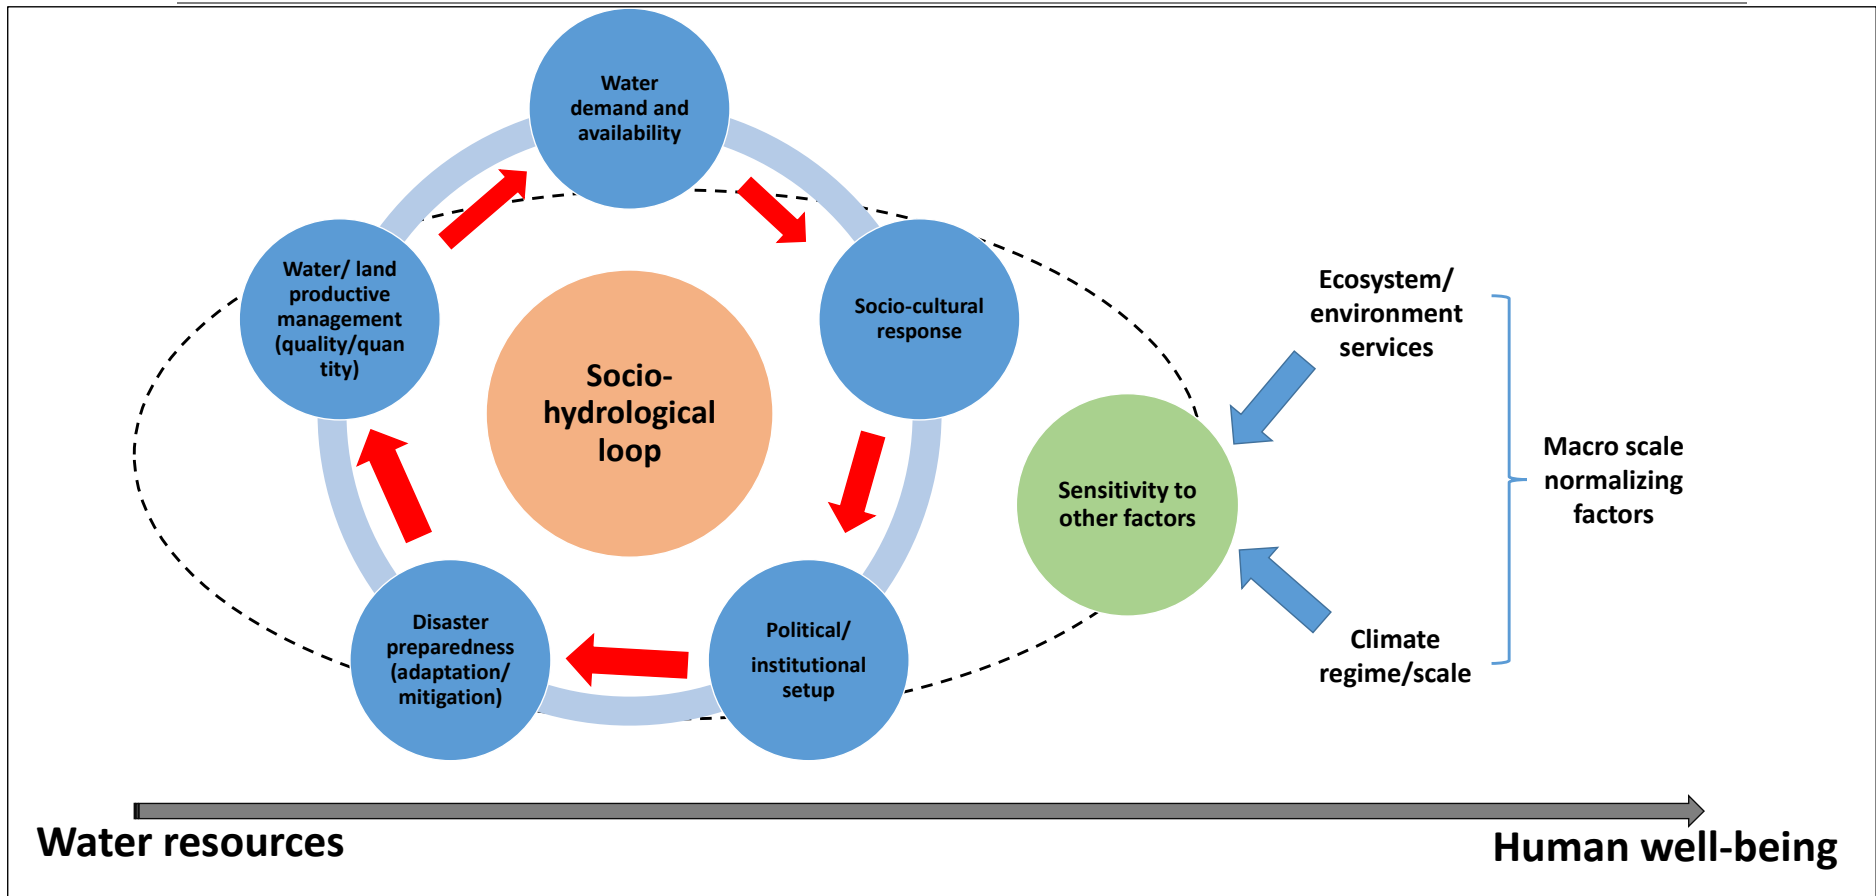 Water
demand and
availability
Water/ land
productive
management
(quality/quan
tity)
Socio-cultural
response
Socio-
hydrological
loop
Ecosystem/
environment
services
Macro scale
normalizing
factors
Sensitivity to
other factors
Climate
regime/scale
Disaster
preparedness
(adaptation/
mitigation)
Political/
institutional
setup
Water resources
Human well-being